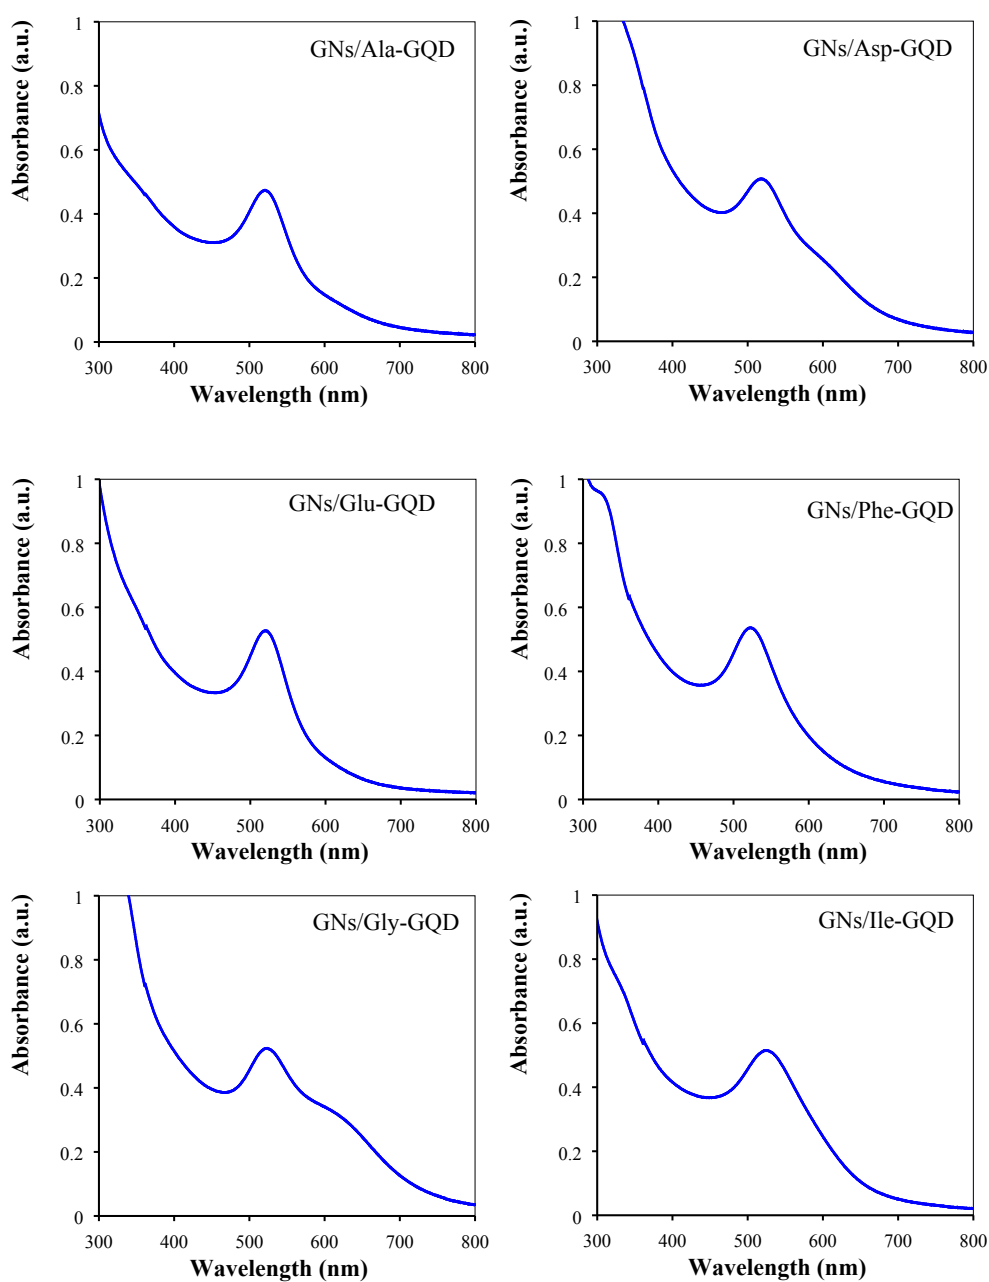 GNs/Ala-GQD
Absorbance (a.u.)
1
0.8
0.6
0.4
0.2
0
300 400 500 600 700 800
Wavelength (nm)
GNs/Asp-GQD
Absorbance (a.u.)
1
0.8
0.6
0.4
0.2
0
300 400 500 600 700 800
Wavelength (nm)
GNs/Glu-GQD
Absorbance (a.u.)
1
0.8
0.6
0.4
0.2
0
300 400 500 600 700 800
Wavelength (nm)
GNs/Phe-GQD
Absorbance (a.u.)
1
0.8
0.6
0.4
0.2
0
300 400 500 600 700 800
Wavelength (nm)
GNs/Gly-GQD
Absorbance (a.u.)
1
0.8
0.6
0.4
0.2
0
300 400 500 600 700 800
Wavelength (nm)
GNs/Ile-GQD
Absorbance (a.u.)
1
0.8
0.6
0.4
0.2
0
300 400 500 600 700 800
Wavelength (nm)